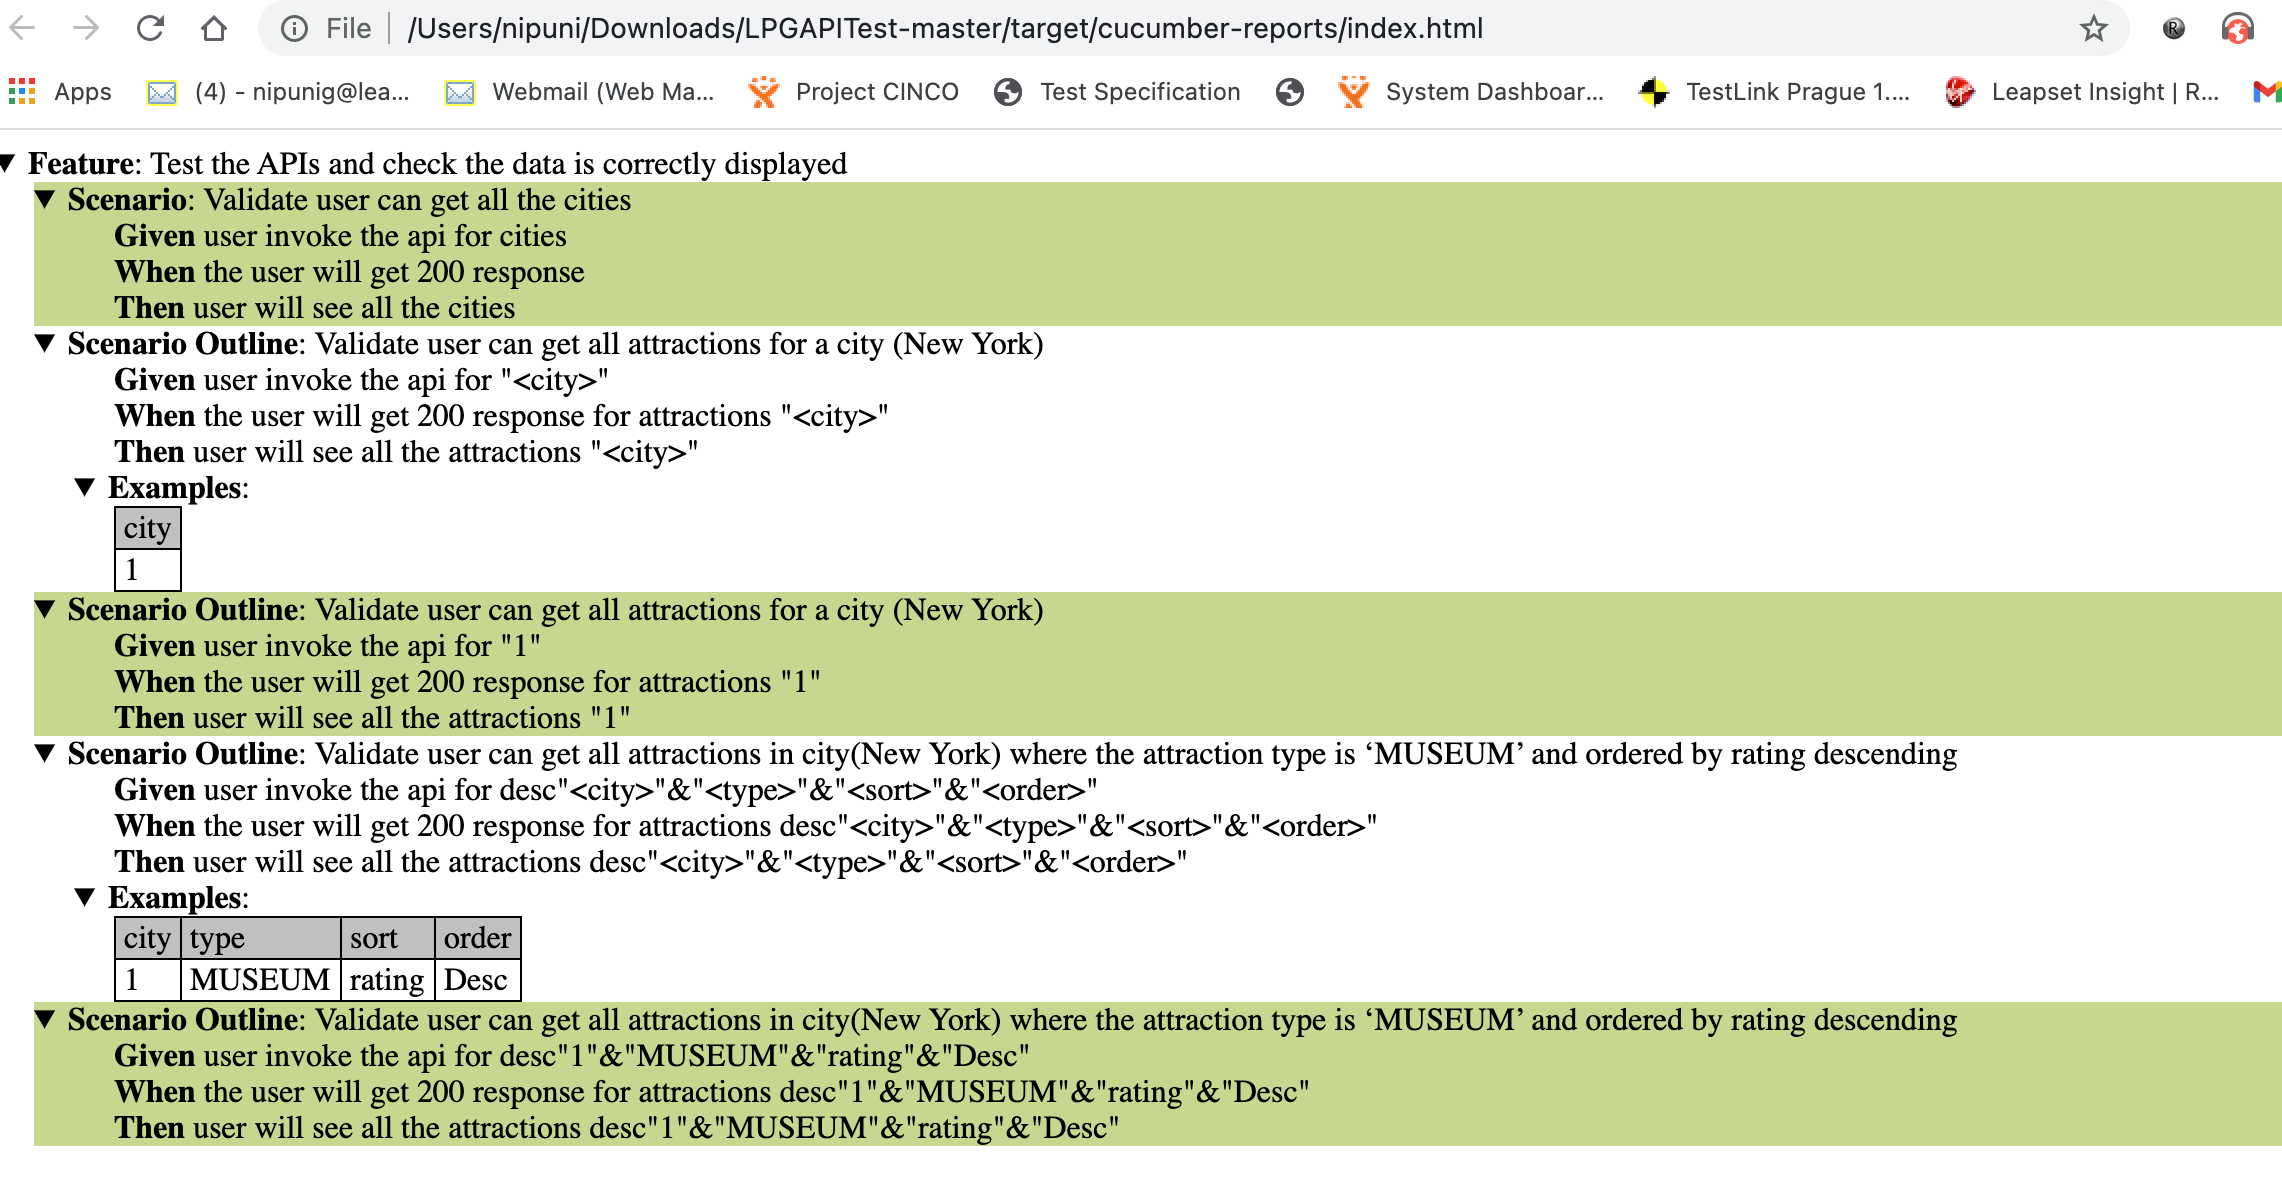 File | /Users/nipuni/Downloads/LPGAPITest-master/target/cucumber-reports/index.html
Apps (4) - nipunig@lea... Webmail (Web Ma... Project CINCO Test Specification System Dashboar... TestLink Prague 1.... Leapset Insight | R...
Feature: Test the APIs and check the data is correctly displayed
Scenario: Validate user can get all the cities
Given user invoke the api for cities
When the user will get 200 response
Then user will see all the cities
Scenario Outline: Validate user can get all attractions for a city (New York)
Given user invoke the api for "<city>"
When the user will get 200 response for attractions "<city>"
Then user will see all the attractions "<city>"
Examples:
city
1
Scenario Outline: Validate user can get all attractions for a city (New York)
Given user invoke the api for "1"
When the user will get 200 response for attractions "1"
Then user will see all the attractions "1"
Scenario Outline: Validate user can get all attractions in city(New York) where the attraction type is ‘MUSEUM’ and ordered by rating descending
Given user invoke the api for desc"<city>"&"<type>"&"<sort>"&"<order>"
When the user will get 200 response for attractions desc"<city>"&"<type>"&"<sort>"&"<order>"
Then user will see all the attractions desc"<city>"&"<type>"&"<sort>"&"<order>"
Examples:
city type sort order
1 MUSEUM rating Desc
Scenario Outline: Validate user can get all attractions in city(New York) where the attraction type is ‘MUSEUM’ and ordered by rating descending
Given user invoke the api for desc"1"&"MUSEUM"&"rating"&"Desc"
When the user will get 200 response for attractions desc"1"&"MUSEUM"&"rating"&"Desc"
Then user will see all the attractions desc"1"&"MUSEUM"&"rating"&"Desc"